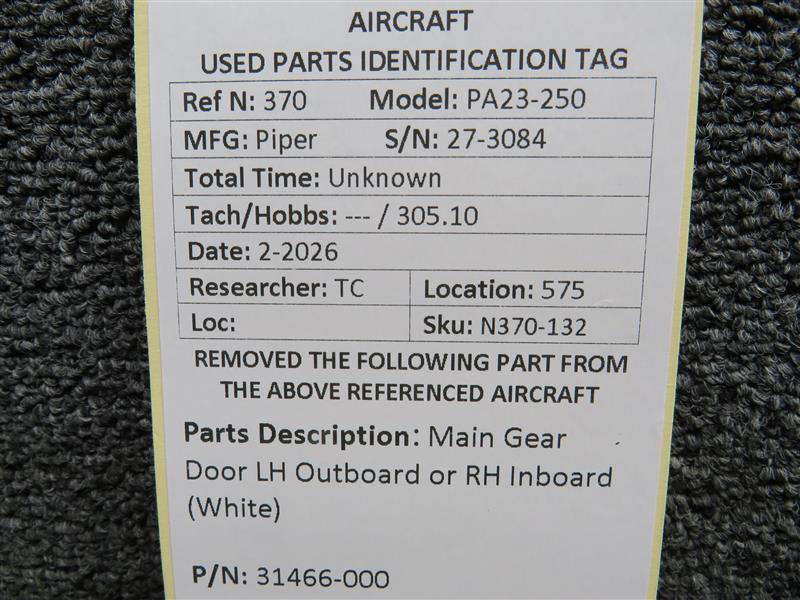 AIRCRAFT
USED PARTS IDENTIFICATION TAG
Ref N: 370 Model: PA23-250
MFG: Piper S/N: 27-3084
Total Time: Unknown
Tach/Hobbs: --- / 305.10
Date: 2-2026
Researcher: TC Location: 575
Loc: Sku: N370-132
REMOVED THE FOLLOWING PART FROM
THE ABOVE REFERENCED AIRCRAFT
Parts Description: Main Gear
Door LH Outboard or RH Inboard
(White)
P/N: 31466-000